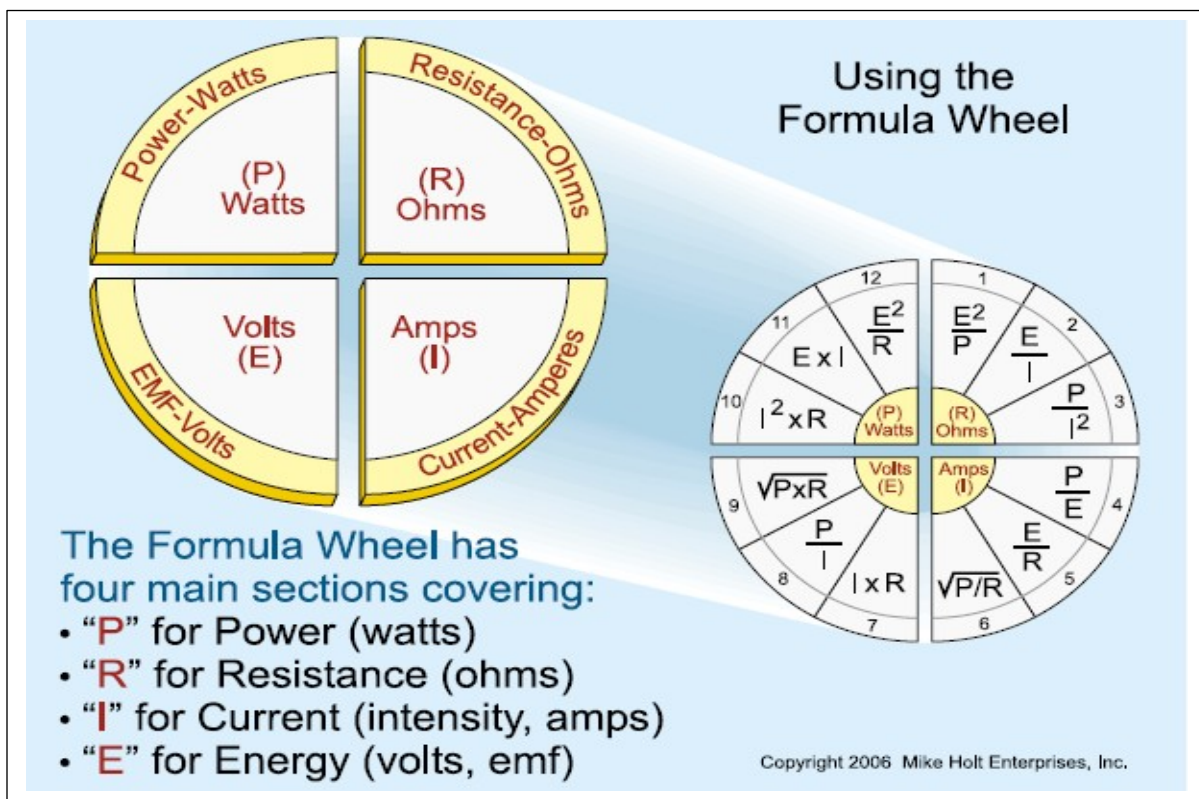 Using the
Formula Wheel
Power-Watts
(P)
Watts
Resistance-Ohms
(R)
Ohms
Volts
(E)
EMF-Volts
Amps
(I)
Current-Amperes
12
E²
R
1
E²
P
11
E x I
2
E
I
10
I² x R
3
P
I²
(P)
Watts
(R)
Ohms
Volts
(E)
Amps
(I)
9
√PxR
4
P
E
8
P
I
5
E
R
7
I x R
6
√P/R
The Formula Wheel has
four main sections covering:
• “P” for Power (watts)
• “R” for Resistance (ohms)
• “I” for Current (intensity, amps)
• “E” for Energy (volts, emf)
Copyright 2006 Mike Holt Enterprises, Inc.